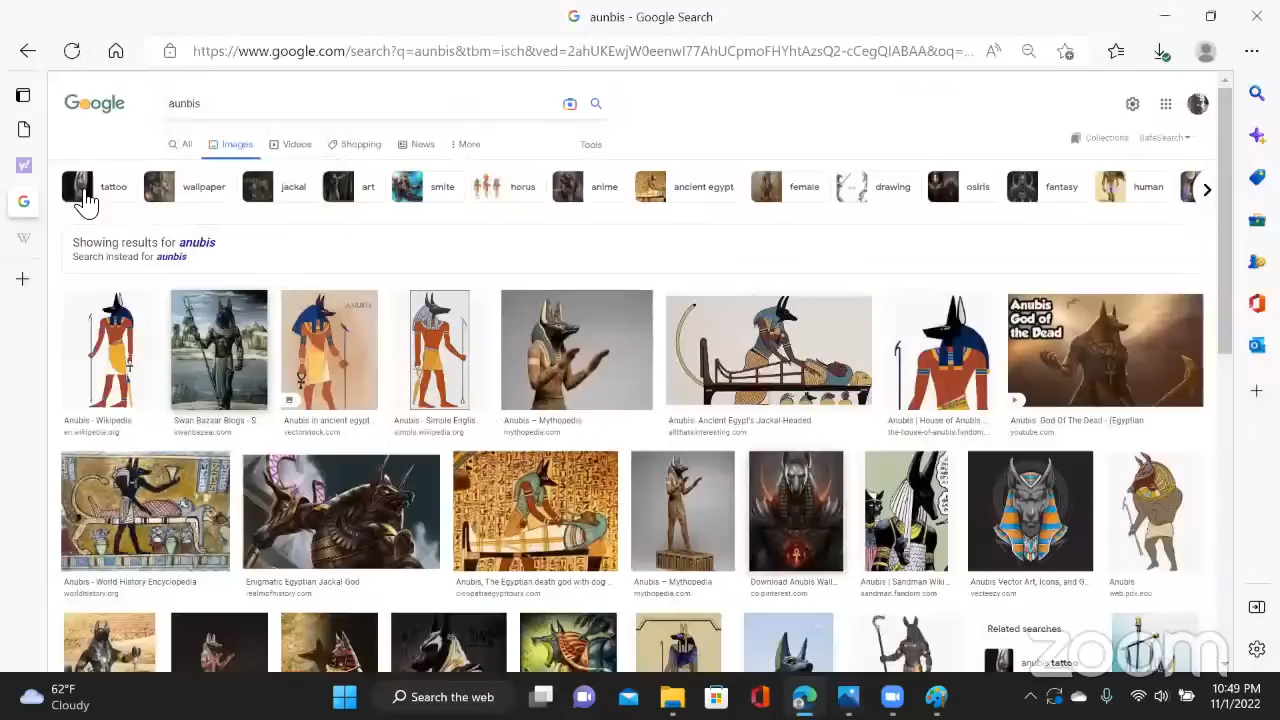 aunbis - Google Search
https://www.google.com/search?q=aunbis&tbm=isch&ved=2ahUKEwjW0eenwI77AhUCpmoFHYhtAzsQ2-cCegQIABAA&oq=...
Google
aunbis
All Images Videos Shopping News More Tools
Collections SafeSearch
tattoo wallpaper jackal art smite horus anime ancient egypt female drawing osiris fantasy human
Showing results for anubis
Search instead for aunbis
ANUBIS
Anubis God of the Dead
Anubis - Wikipedia
en.wikipedia.org
Swan Bazaar Blogs - S
swanbazaar.com
Anubis in ancient egypt...
vectorstock.com
Anubis - Simple Englis...
simple.wikipedia.org
Anubis – Mythopedia
mythopedia.com
Anubis: Ancient Egypt's Jackal-Headed
allthatsinteresting.com
Anubis | House of Anubis ...
the-house-of-anubis.fandom...
Anubis: God Of The Dead - (Egyptian
youtube.com
Anubis - World History Encyclopedia
worldhistory.org
Enigmatic Egyptian Jackal God
realmofhistory.com
Anubis, The Egyptian death god with dog ...
cleopatraegypttours.com
Anubis – Mythopedia
mythopedia.com
Download Anubis Wall...
co.pinterest.com
Anubis | Sandman Wiki...
sandman.fandom.com
Anubis Vector Art, Icons, and G...
vecteezy.com
Anubis
web.pdx.edu
Related searches
anubis tattoo
zoom
62°F
Cloudy
Search the web
10:49 PM
11/1/2022